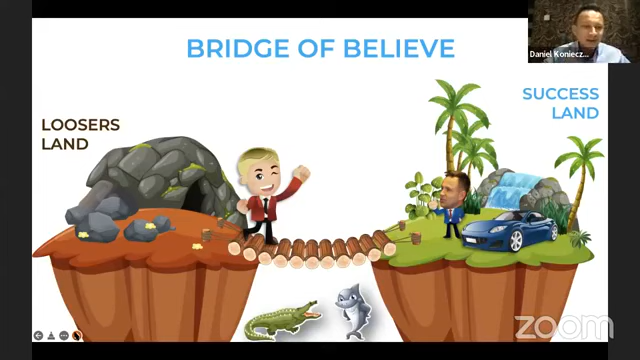 BRIDGE OF BELIEVE
Daniel Koniecz...
LOOSERS
LAND
SUCCESS
LAND
zoom